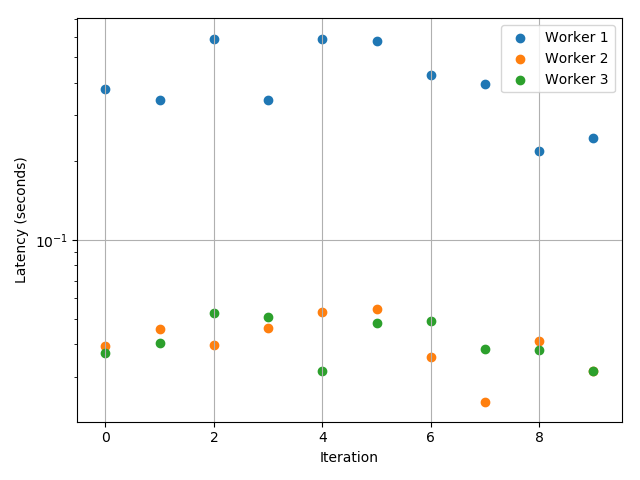 Worker 1
Worker 2
Worker 3
Latency (seconds)
10⁻¹
0 2 4 6 8
Iteration